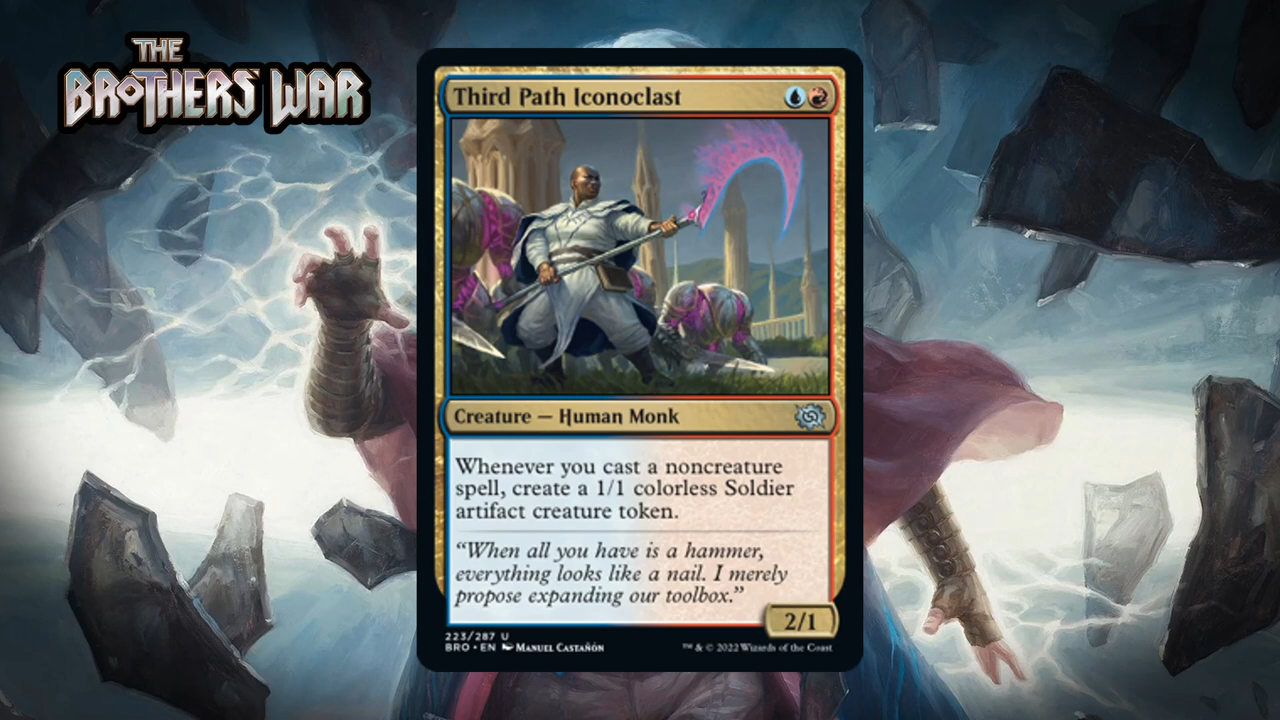 THE
BROTHERS' WAR
Third Path Iconoclast
Creature — Human Monk
Whenever you cast a noncreature
spell, create a 1/1 colorless Soldier
artifact creature token.
“When all you have is a hammer,
everything looks like a nail. I merely
propose expanding our toolbox.”
2/1
223/287 U
BRO • EN Manuel Castañón
™ & © 2022 Wizards of the Coast